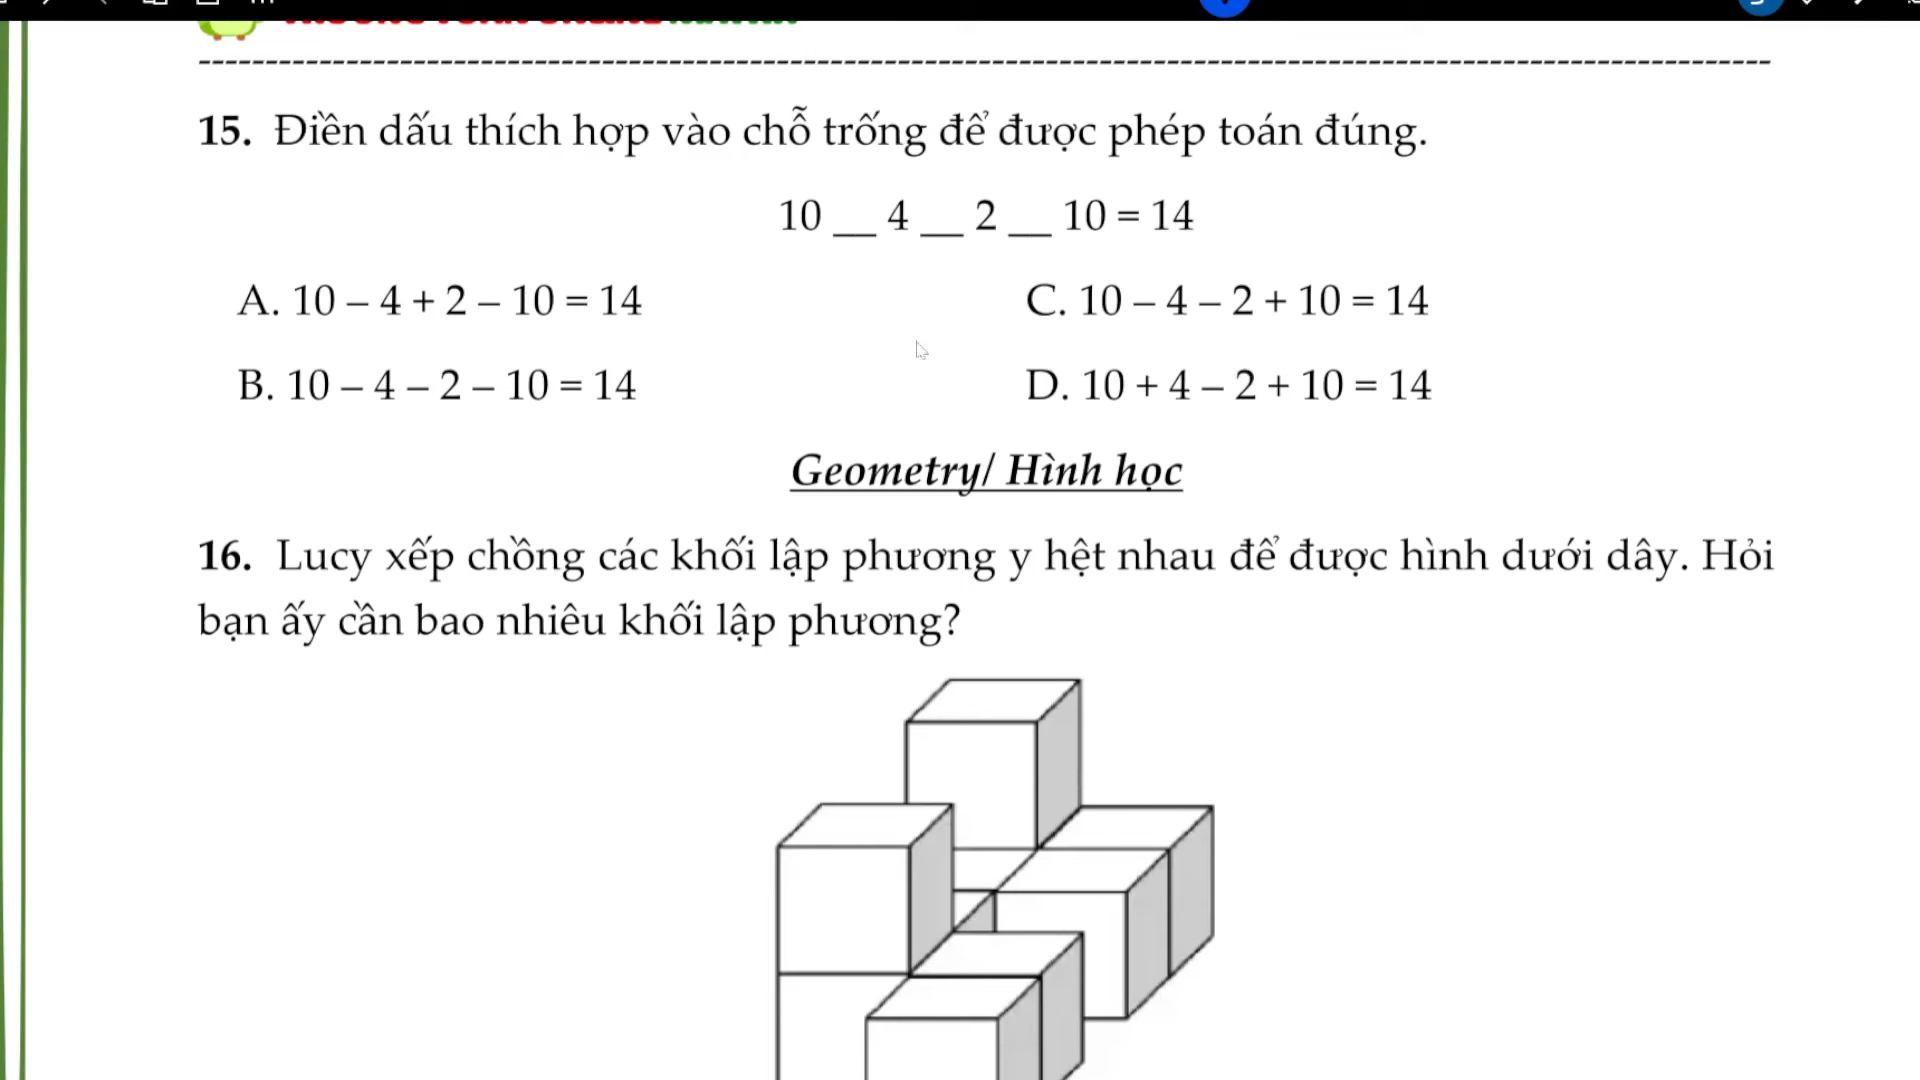 15. Điền dấu thích hợp vào chỗ trống để được phép toán đúng.
10 __ 4 __ 2 __ 10 = 14
A. 10 – 4 + 2 – 10 = 14
C. 10 – 4 – 2 + 10 = 14
B. 10 – 4 – 2 – 10 = 14
D. 10 + 4 – 2 + 10 = 14
Geometry/ Hình học
16. Lucy xếp chồng các khối lập phương y hệt nhau để được hình dưới dây. Hỏi
bạn ấy cần bao nhiêu khối lập phương?